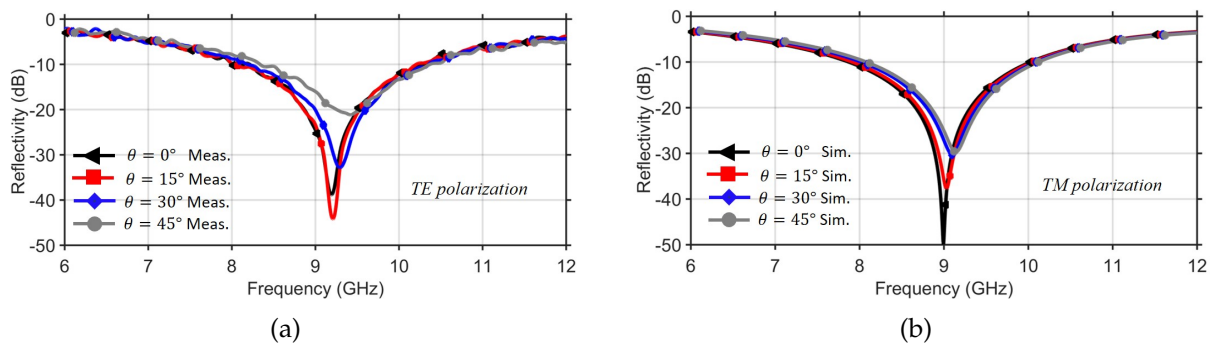 0
-10
-20
-30
-40
-50
Reflectivity (dB)
θ = 0° Meas.
θ = 15° Meas.
θ = 30° Meas.
θ = 45° Meas.
TE polarization
6 7 8 9 10 11 12
Frequency (GHz)
(a)
0
-10
-20
-30
-40
-50
Reflectivity (dB)
θ = 0° Sim.
θ = 15° Sim.
θ = 30° Sim.
θ = 45° Sim.
TM polarization
6 7 8 9 10 11 12
Frequency (GHz)
(b)